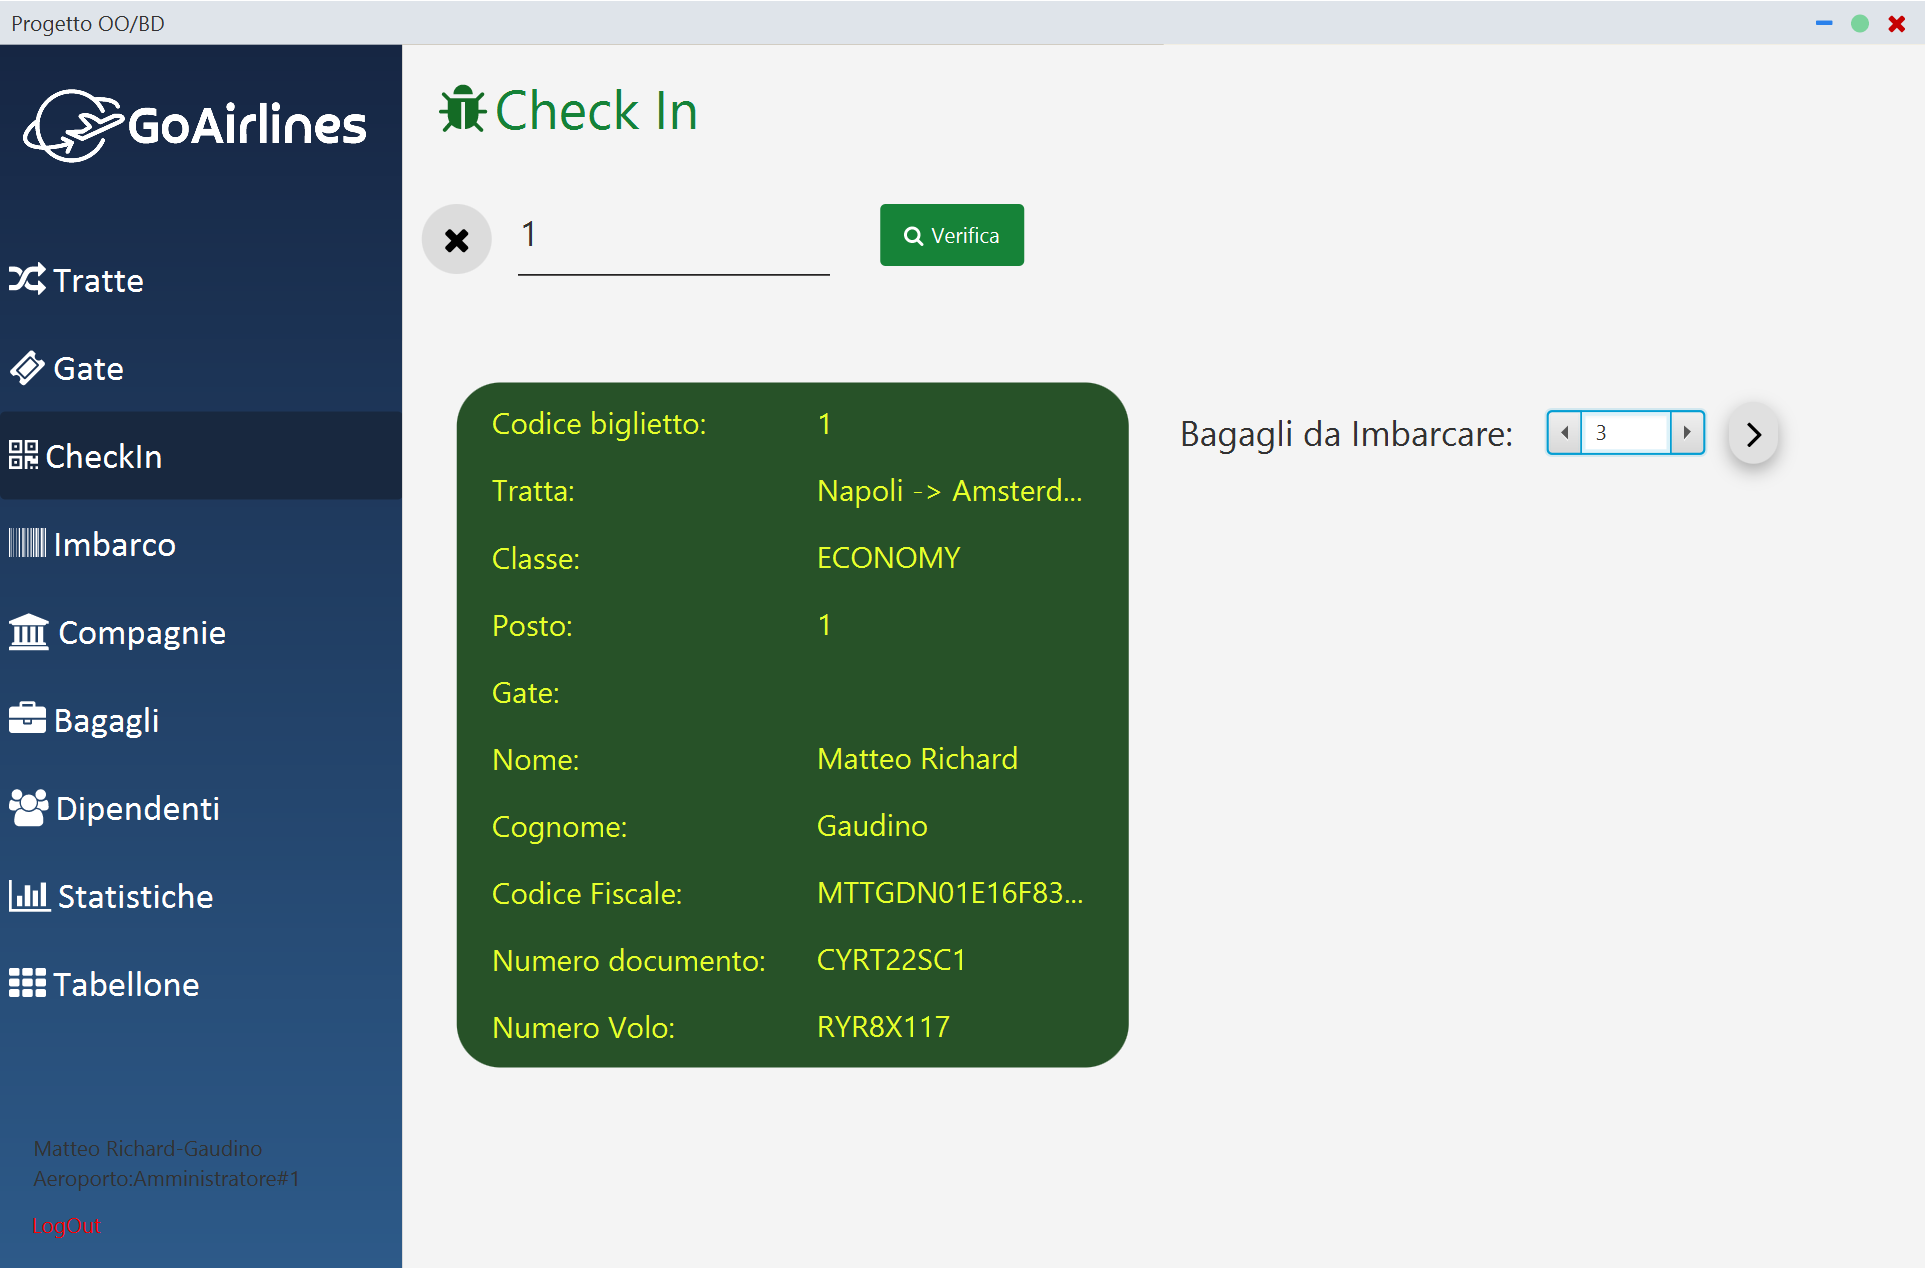 Progetto OO/BD
GoAirlines
Tratte
Gate
CheckIn
Imbarco
Compagnie
Bagagli
Dipendenti
Statistiche
Tabellone
Matteo Richard-Gaudino
Aeroporto:Amministratore#1
LogOut
Check In
1
Verifica
Codice biglietto: 1
Tratta: Napoli -> Amsterd...
Classe: ECONOMY
Posto: 1
Gate:
Nome: Matteo Richard
Cognome: Gaudino
Codice Fiscale: MTTGDN01E16F83...
Numero documento: CYRT22SC1
Numero Volo: RYR8X117
Bagagli da Imbarcare: 3